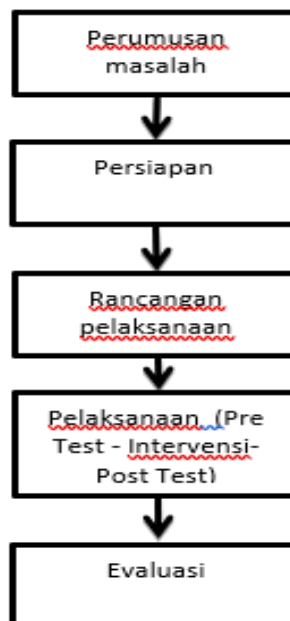 Perumusan
masalah
Persiapan
Rancangan
pelaksanaan
Pelaksanaan (Pre
Test - Intervensi-
Post Test)
Evaluasi